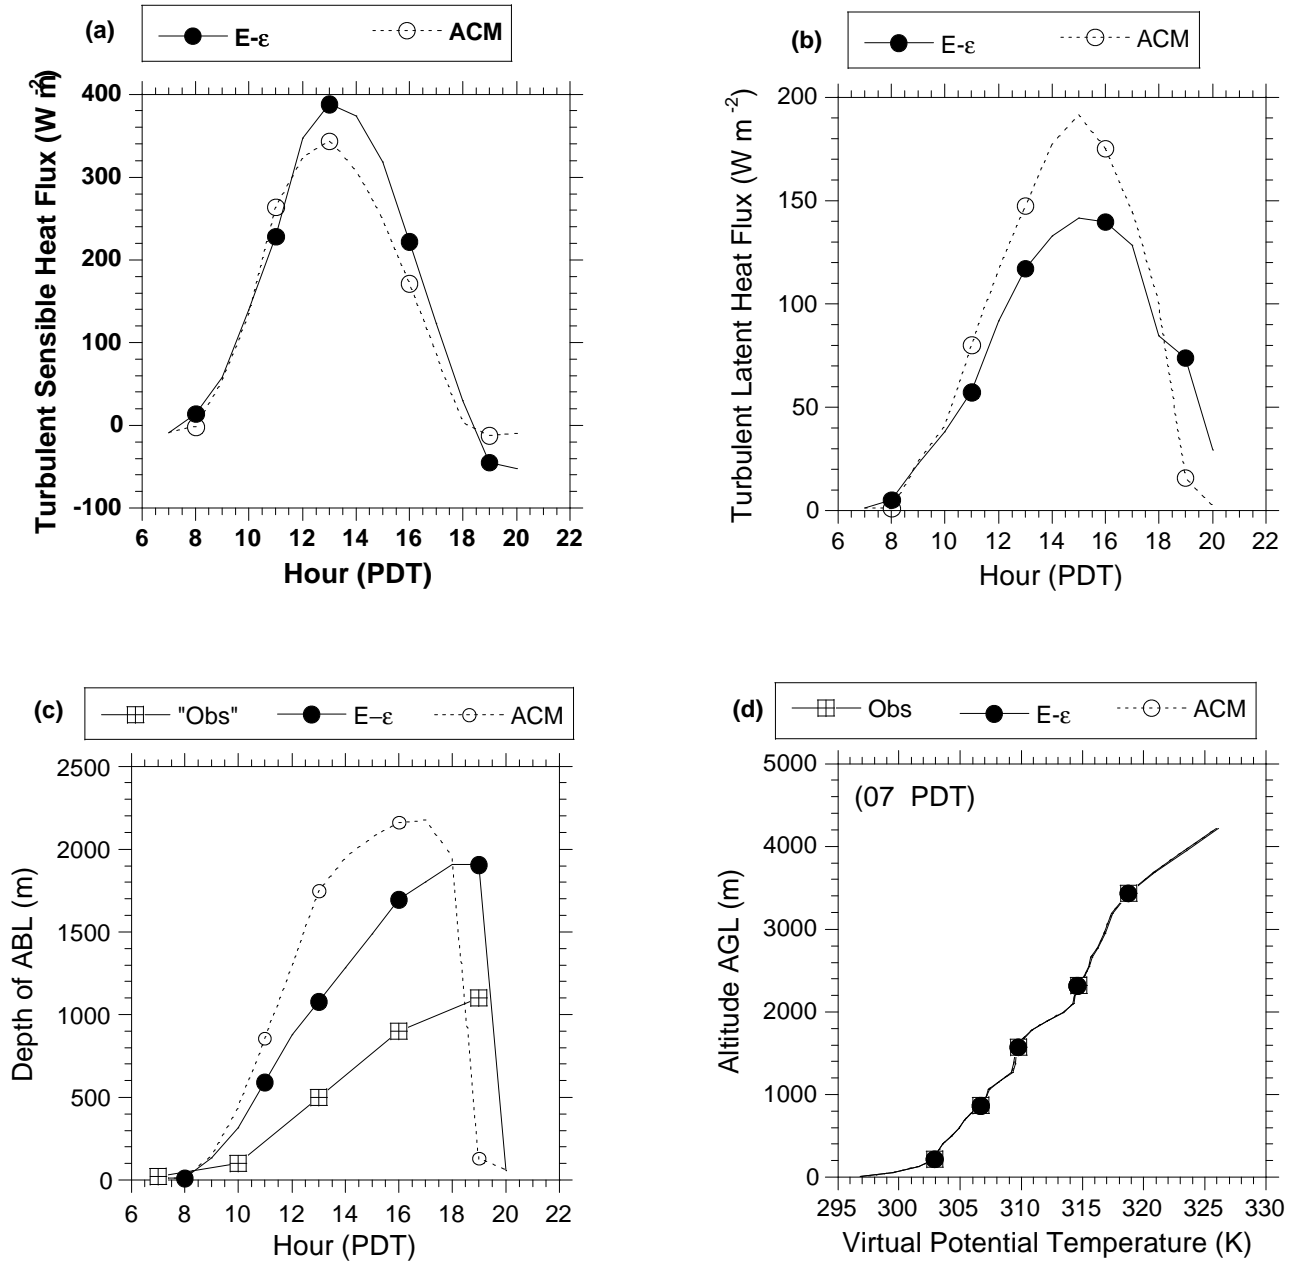 (a) E-ε ACM
Turbulent Sensible Heat Flux (W m-2)
400
300
200
100
0
-100
6 8 10 12 14 16 18 20 22
Hour (PDT)
(b) E-ε ACM
Turbulent Latent Heat Flux (W m-2)
200
150
100
50
0
6 8 10 12 14 16 18 20 22
Hour (PDT)
(c) "Obs" E–ε ACM
Depth of ABL (m)
2500
2000
1500
1000
500
0
6 8 10 12 14 16 18 20 22
Hour (PDT)
(d) Obs E-ε ACM
(07 PDT)
Altitude AGL (m)
5000
4000
3000
2000
1000
0
295 300 305 310 315 320 325 330
Virtual Potential Temperature (K)